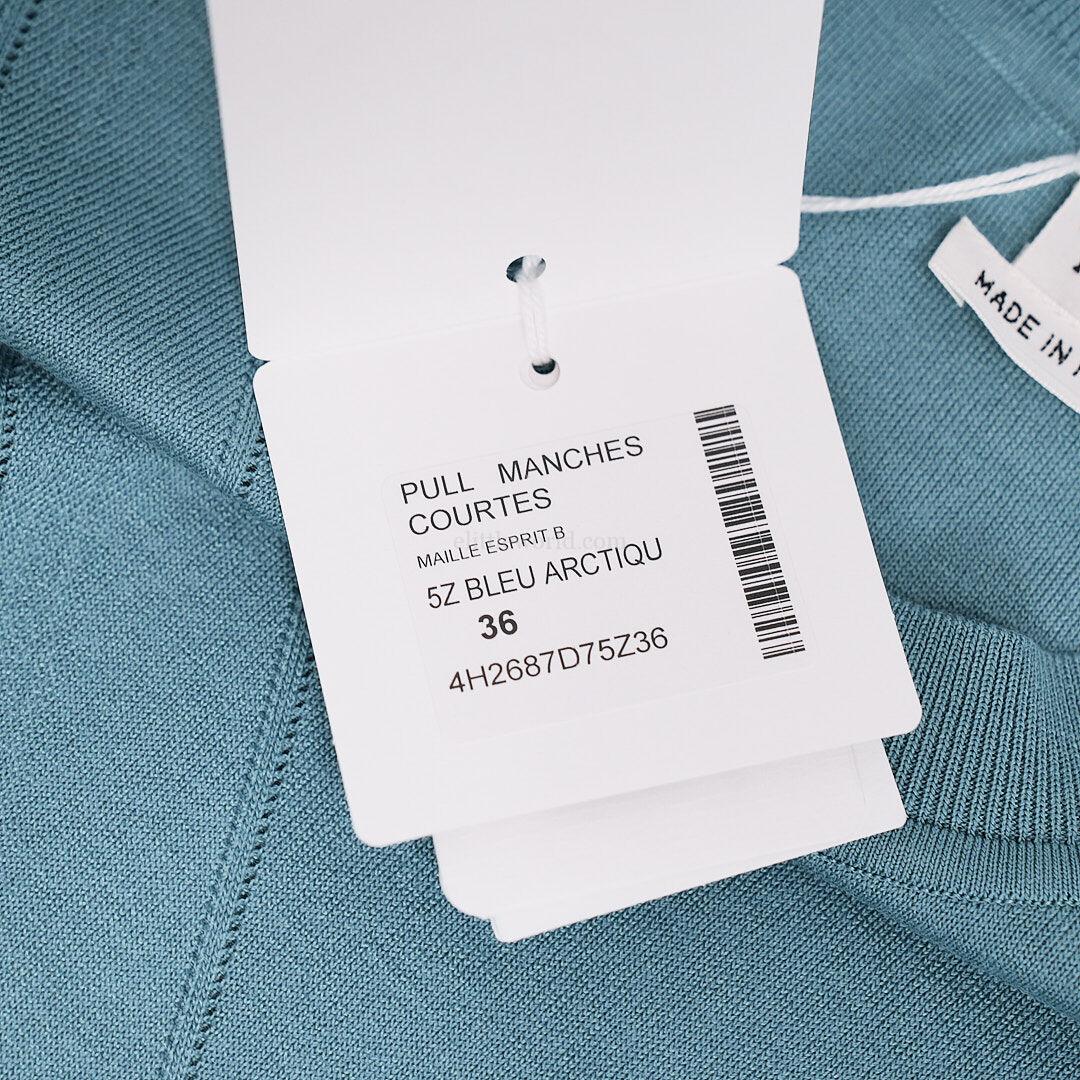 PULL MANCHES
COURTES
MAILLE ESPRIT B
5Z BLEU ARCTIQU
36
4H2687D75Z36
MADE IN